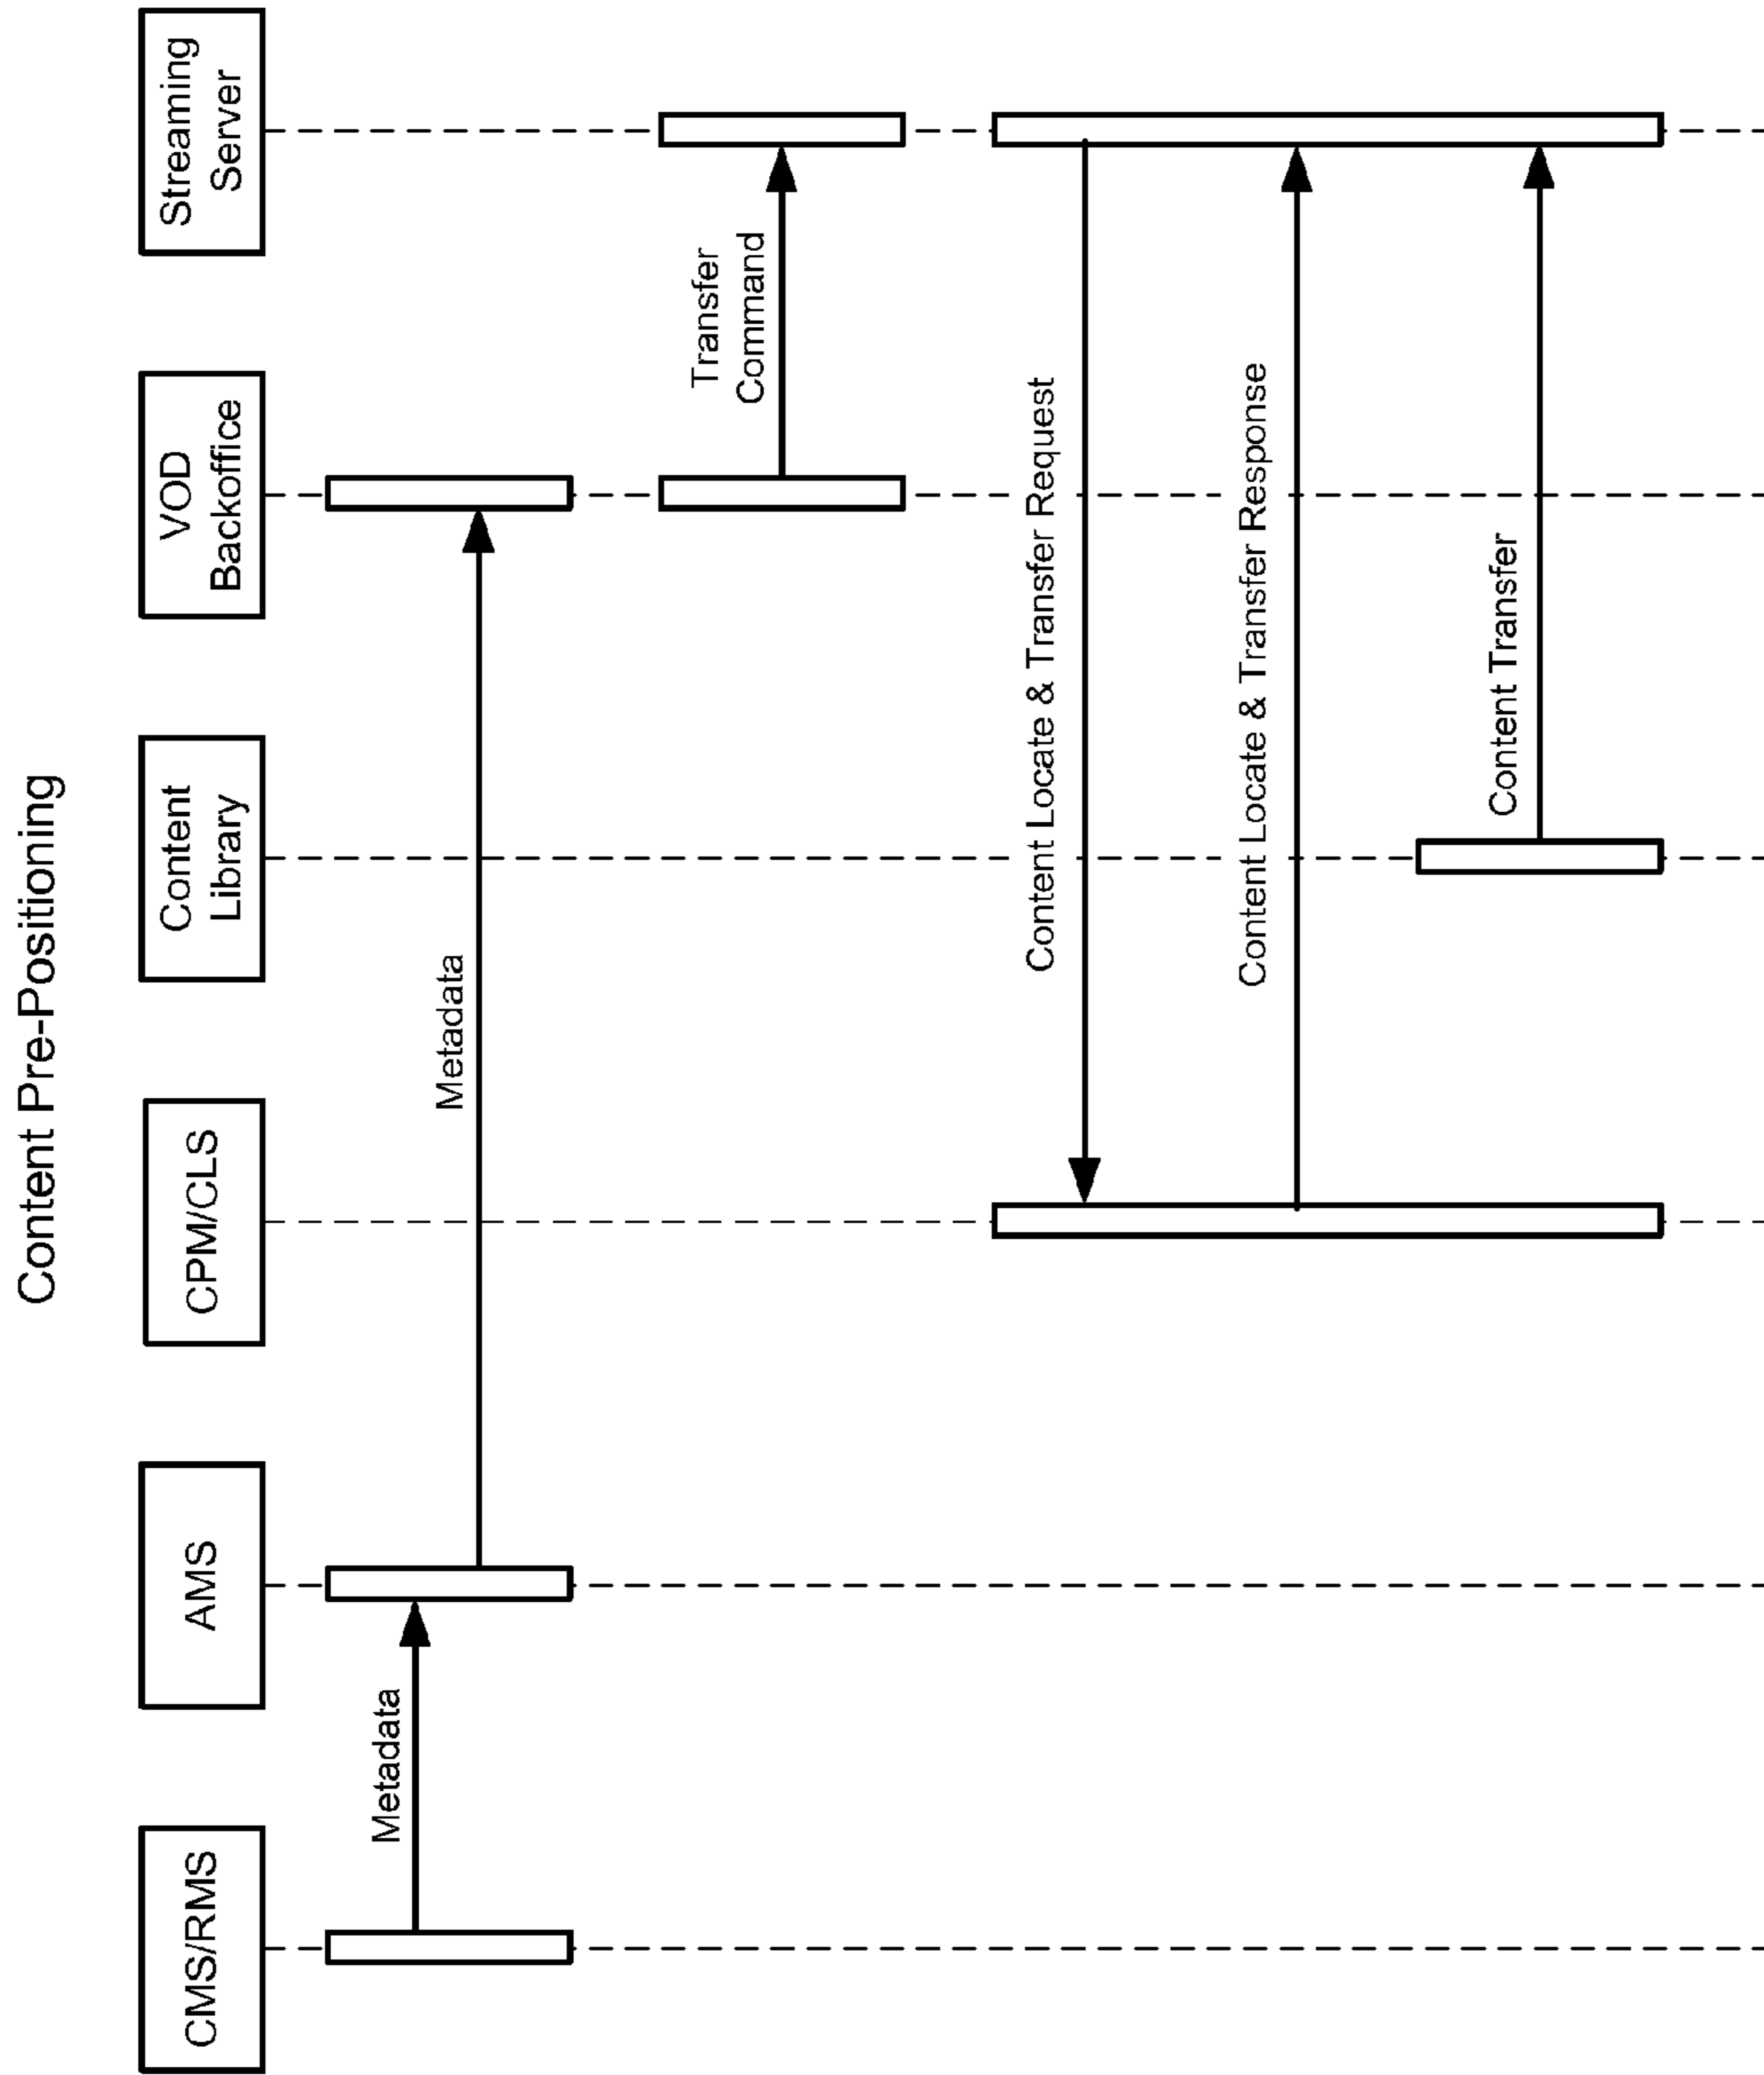 Content Pre-Positioning
CMS/RMS
AMS
CPM/CLS
Content
Library
VOD
Backoffice
Streaming
Server
Metadata
Metadata
Transfer
Command
Content Locate & Transfer Request
Content Locate & Transfer Response
Content Transfer